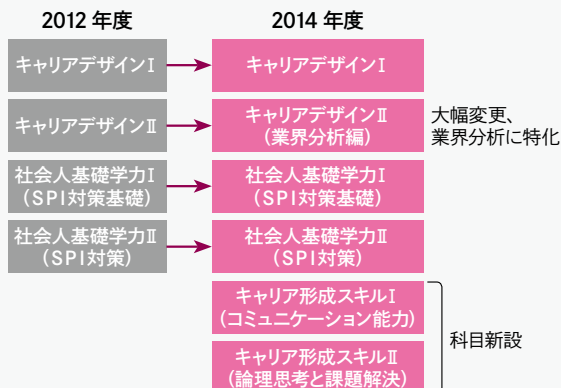 2012 年度
2014 年度
キャリアデザインⅠ
キャリアデザインⅠ
キャリアデザインⅡ
キャリアデザインⅡ
(業界分析編)
大幅変更、
業界分析に特化
社会人基礎学力Ⅰ
(SPI対策基礎)
社会人基礎学力Ⅰ
(SPI対策基礎)
社会人基礎学力Ⅱ
(SPI対策)
社会人基礎学力Ⅱ
(SPI対策)
キャリア形成スキルⅠ
(コミュニケーション能力)
キャリア形成スキルⅡ
(論理思考と課題解決)
科目新設